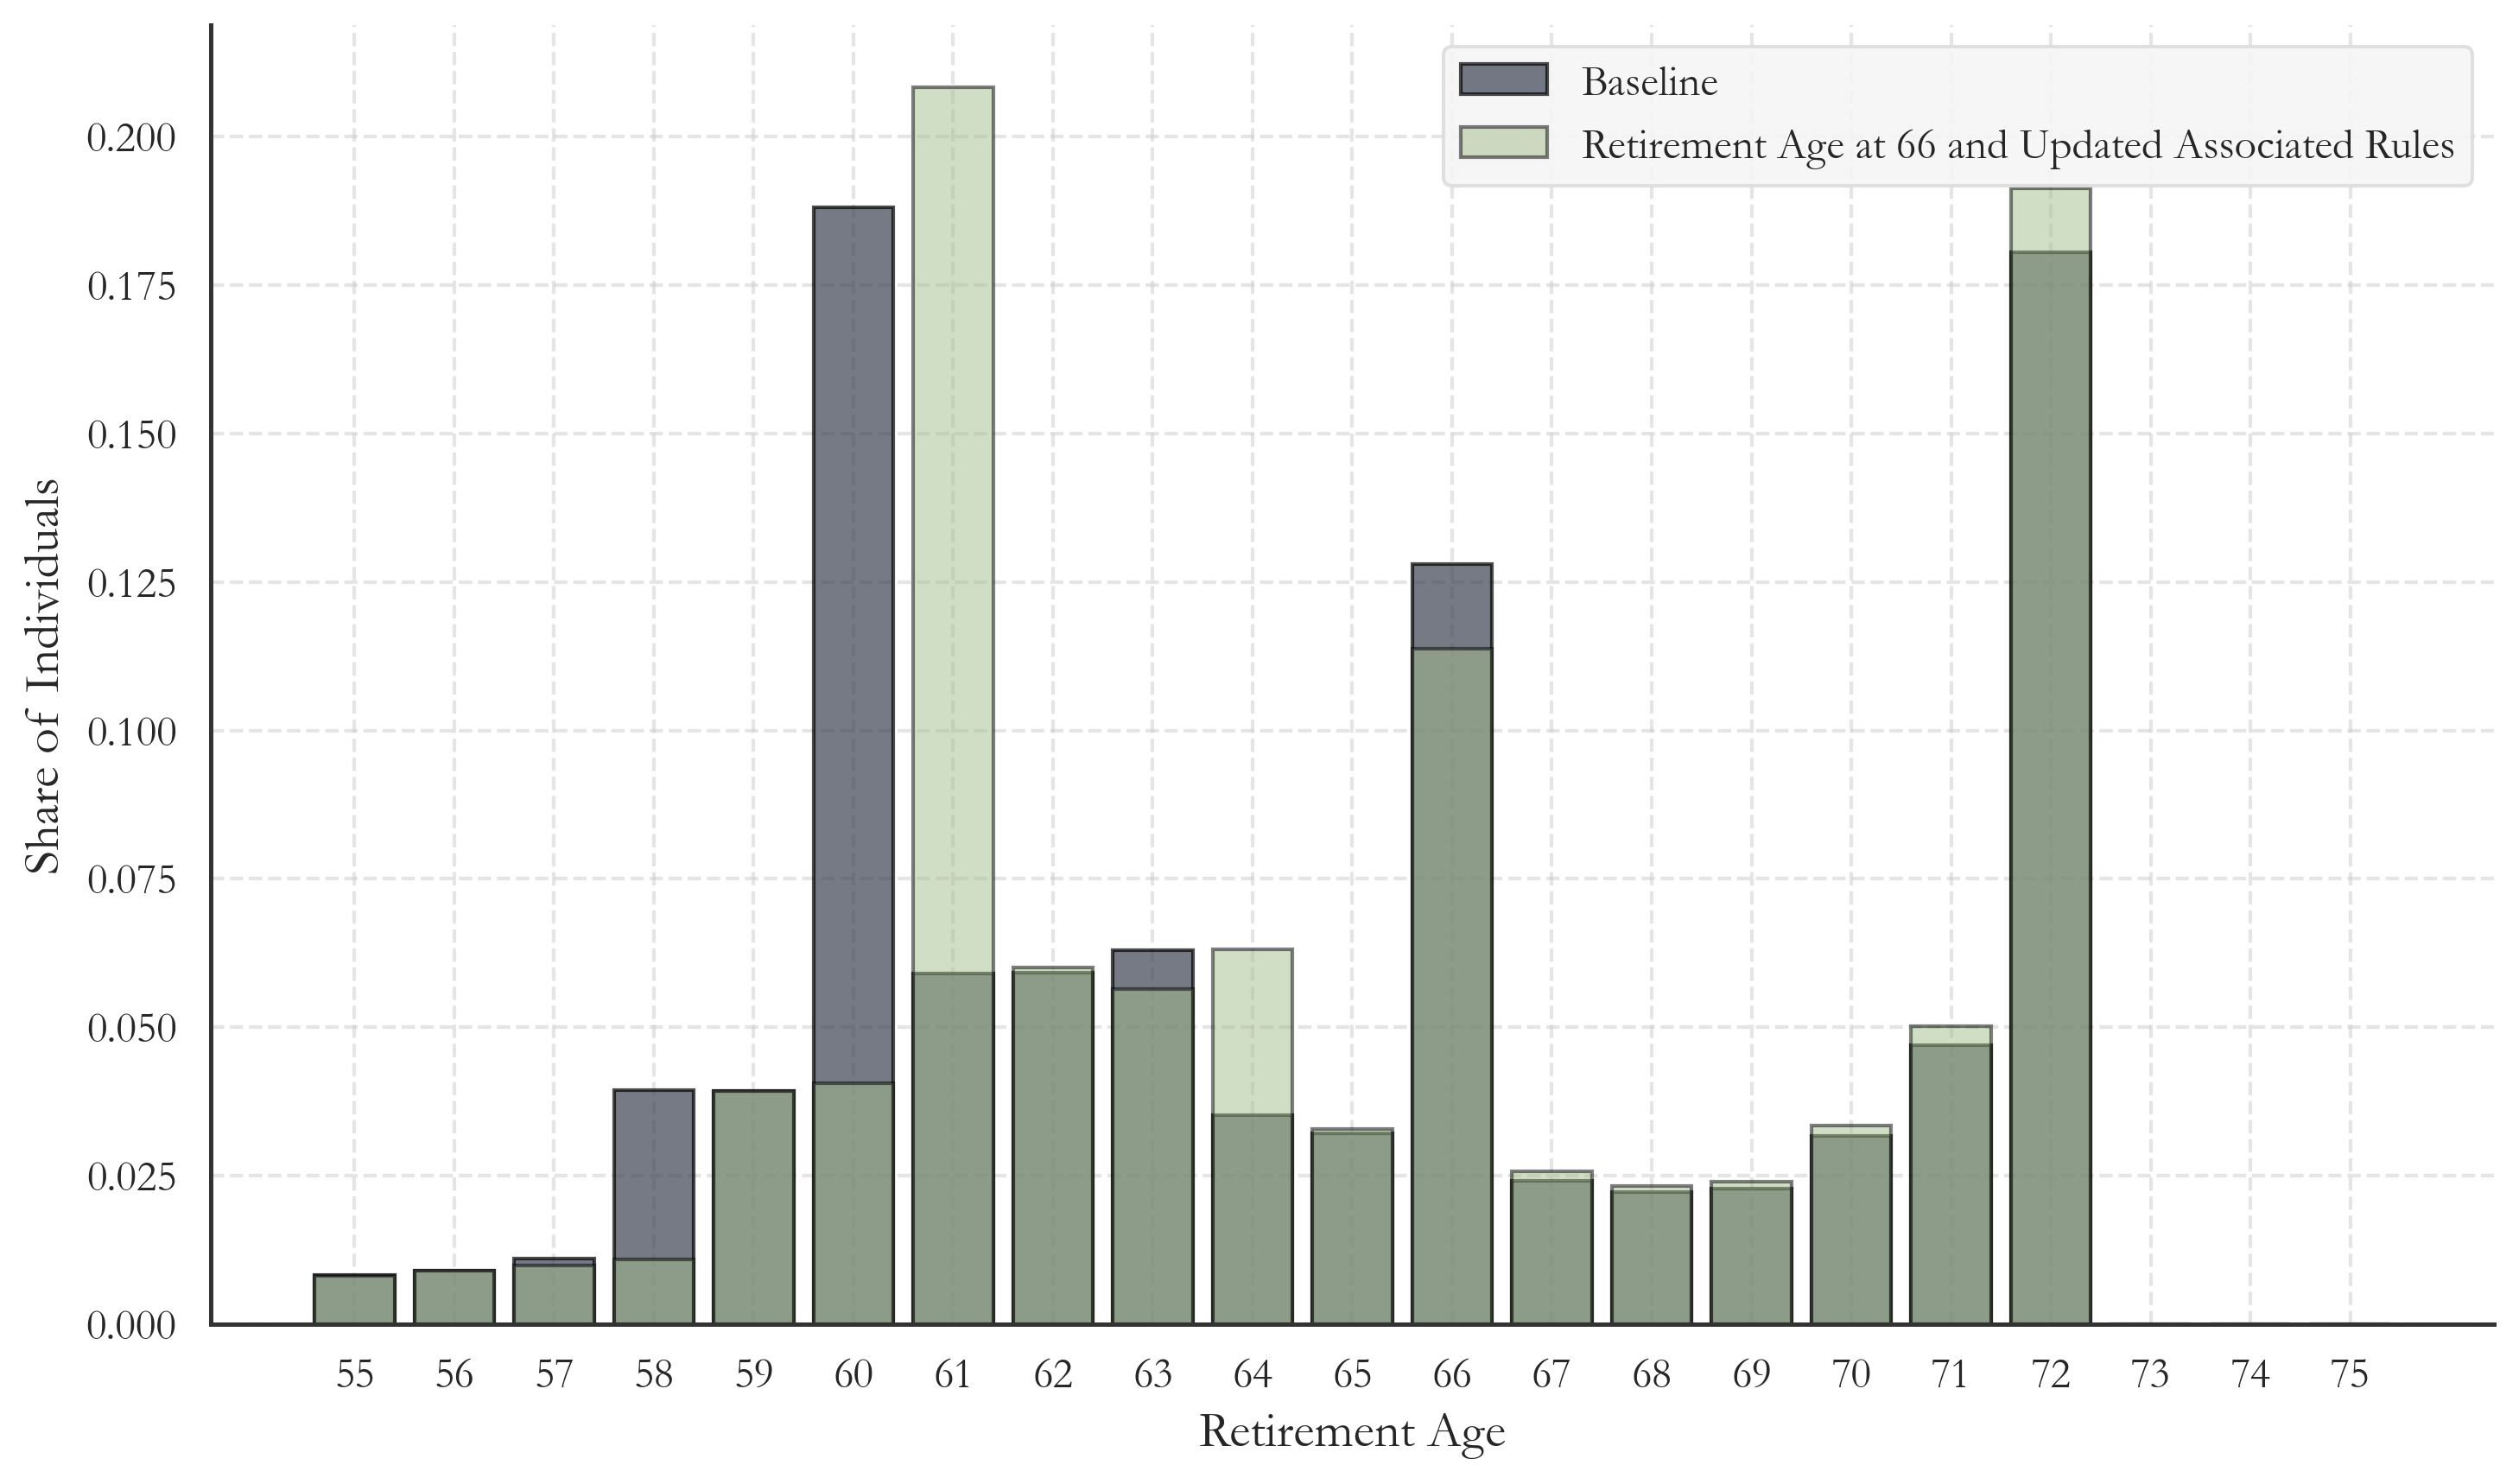 Baseline
Retirement Age at 66 and Updated Associated Rules
0.200
0.175
0.150
0.125
0.100
0.075
0.050
0.025
0.000
Share of Individuals
55 56 57 58 59 60 61 62 63 64 65 66 67 68 69 70 71 72 73 74 75
Retirement Age